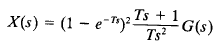 X(s) = (1 - e^{-Ts})^2 \frac{Ts + 1}{Ts^2} G(s)